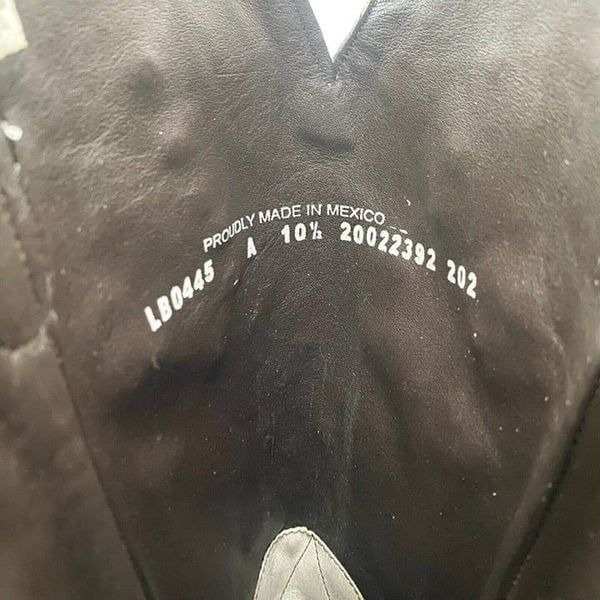 PROUDLY MADE IN MEXICO
LB0445 A 10½ 20022392 202